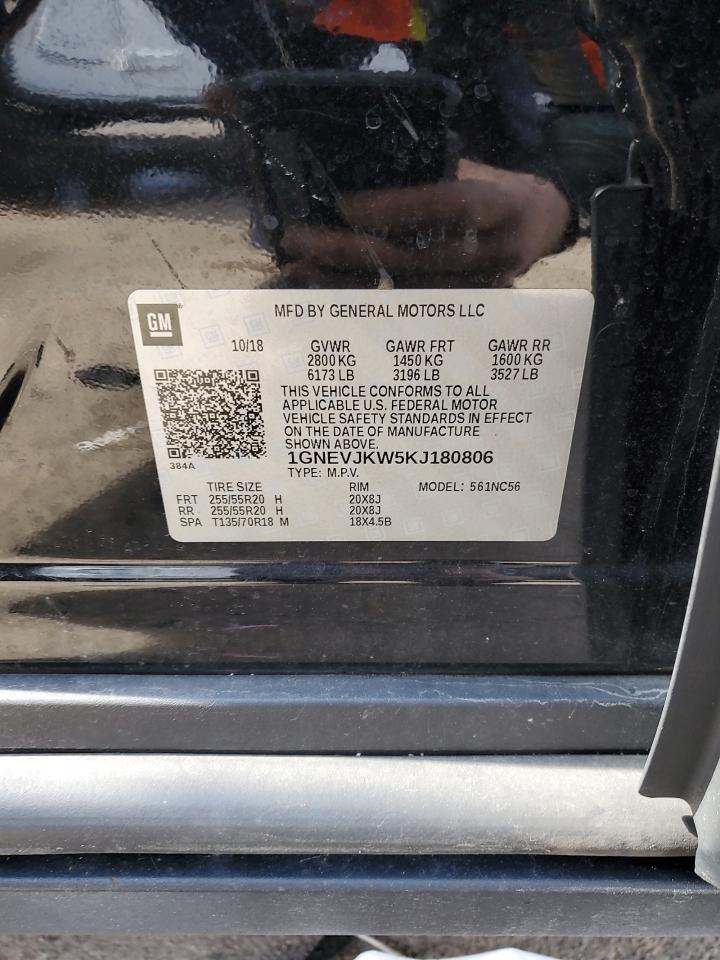 GM
MFD BY GENERAL MOTORS LLC
10/18 GVWR GAWR FRT GAWR RR
2800 KG 1450 KG 1600 KG
6173 LB 3196 LB 3527 LB
THIS VEHICLE CONFORMS TO ALL
APPLICABLE U.S. FEDERAL MOTOR
VEHICLE SAFETY STANDARDS IN EFFECT
ON THE DATE OF MANUFACTURE
SHOWN ABOVE.
384A
1GNEVJKW5KJ180806
TYPE: M.P.V.
TIRE SIZE RIM MODEL: 561NC56
FRT 255/55R20 H 20X8J
RR 255/55R20 H 20X8J
SPA T135/70R18 M 18X4.5B